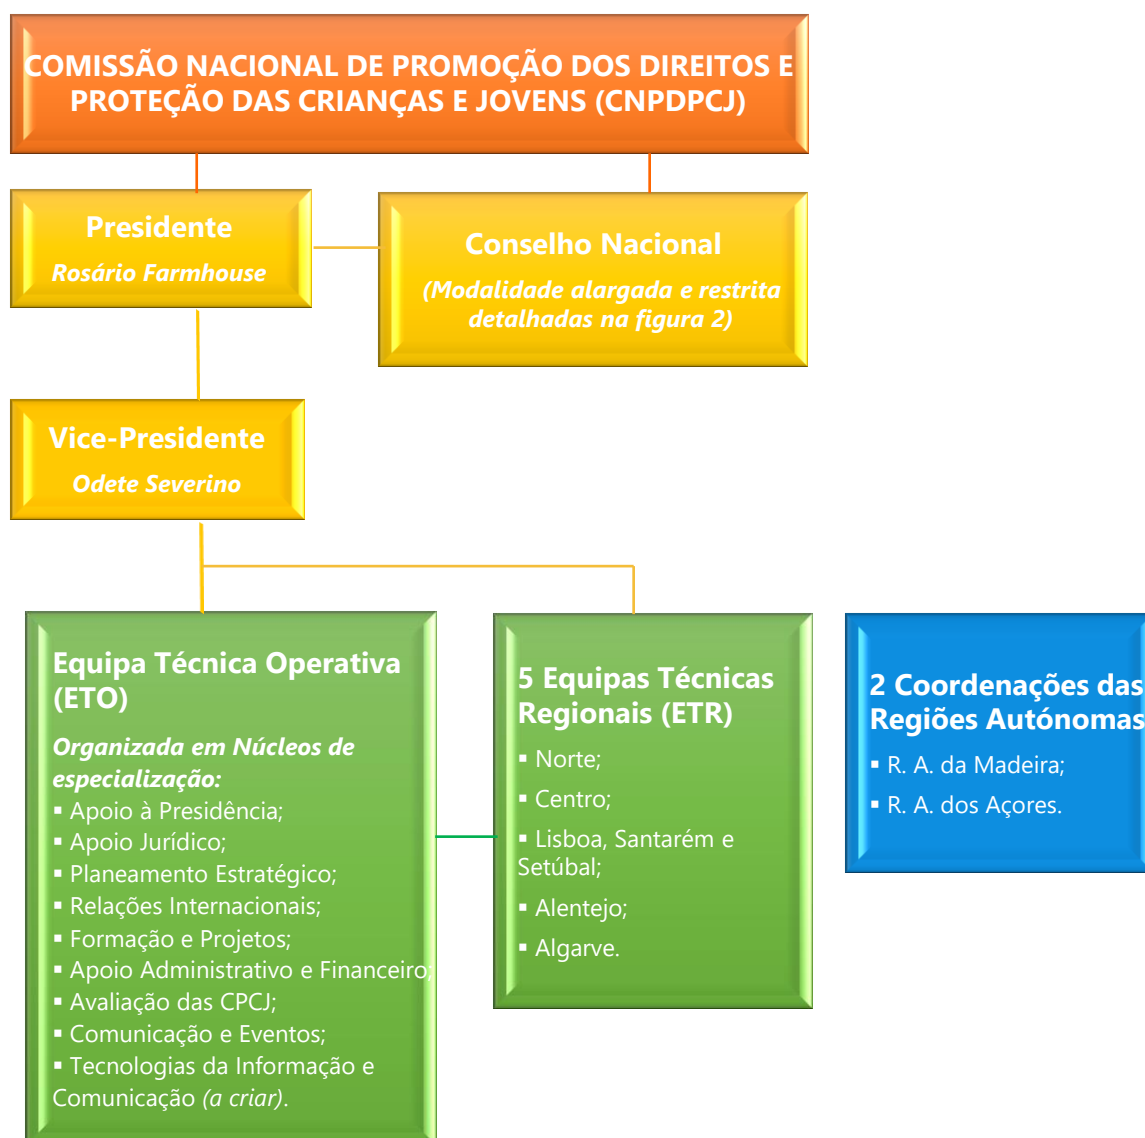 COMISSÃO NACIONAL DE PROMOÇÃO DOS DIREITOS E
PROTEÇÃO DAS CRIANÇAS E JOVENS (CNPDPCJ)
Presidente
Rosário Farmhouse
Conselho Nacional
(Modalidade alargada e restrita
detalhadas na figura 2)
Vice-Presidente
Odete Severino
Equipa Técnica Operativa
(ETO)
Organizada em Núcleos de
especialização:
▪ Apoio à Presidência;
▪ Apoio Jurídico;
▪ Planeamento Estratégico;
▪ Relações Internacionais;
▪ Formação e Projetos;
▪ Apoio Administrativo e Financeiro;
▪ Avaliação das CPCJ;
▪ Comunicação e Eventos;
▪ Tecnologias da Informação e
Comunicação (a criar).
5 Equipas Técnicas
Regionais (ETR)
▪ Norte;
▪ Centro;
▪ Lisboa, Santarém e
Setúbal;
▪ Alentejo;
▪ Algarve.
2 Coordenações das
Regiões Autónomas
▪ R. A. da Madeira;
▪ R. A. dos Açores.